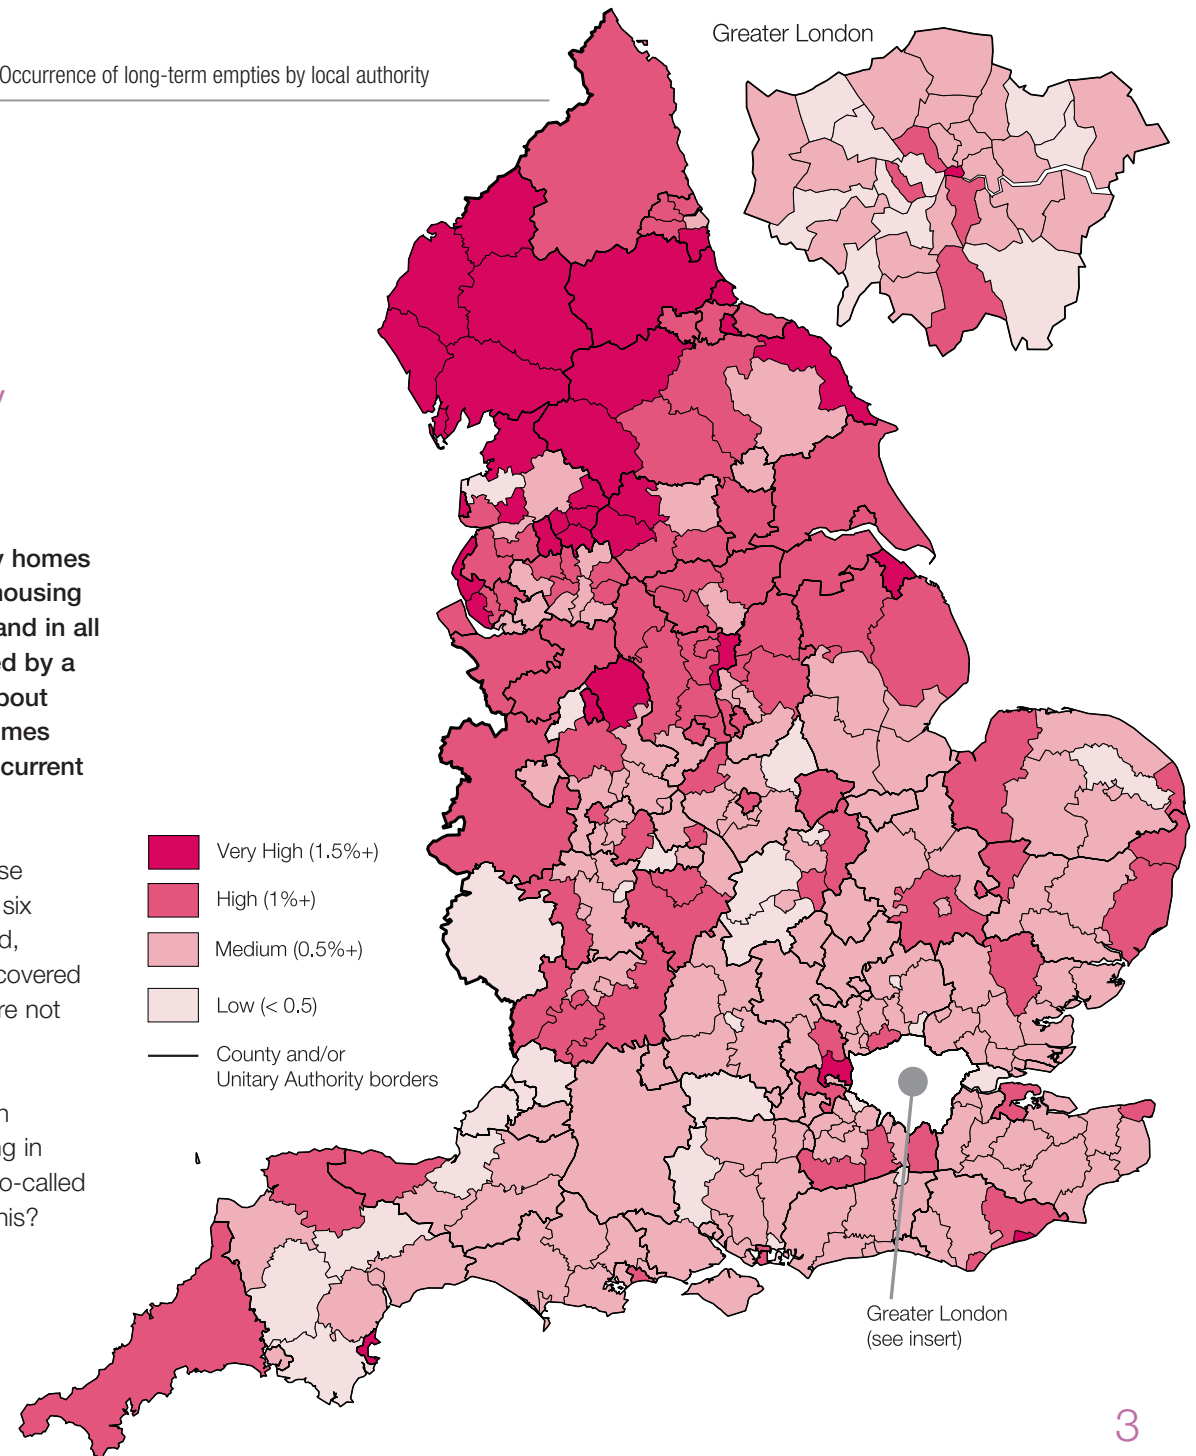 Occurrence of long-term empties by local authority
Greater London
y
homes
housing
and in all
ed by a
bout
mes
current
se
six
d,
covered
re not
n
g in
o-called
his?
Very High (1.5%+)
High (1%+)
Medium (0.5%+)
Low (< 0.5)
County and/or
Unitary Authority borders
Greater London
(see insert)
3